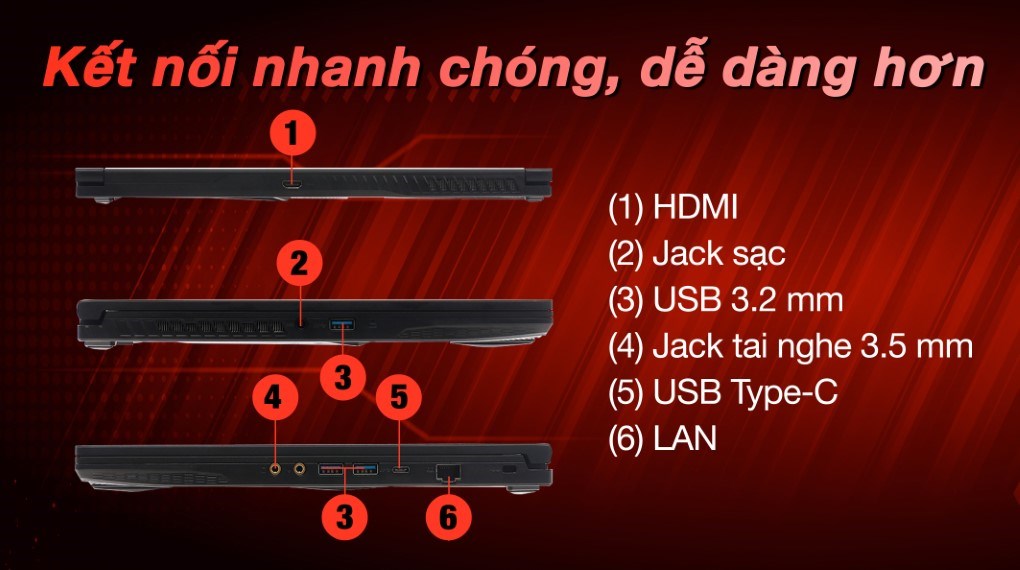 Kết nối nhanh chóng, dễ dàng hơn
1
2
3
4
5
3
6
(1) HDMI
(2) Jack sạc
(3) USB 3.2 mm
(4) Jack tai nghe 3.5 mm
(5) USB Type-C
(6) LAN